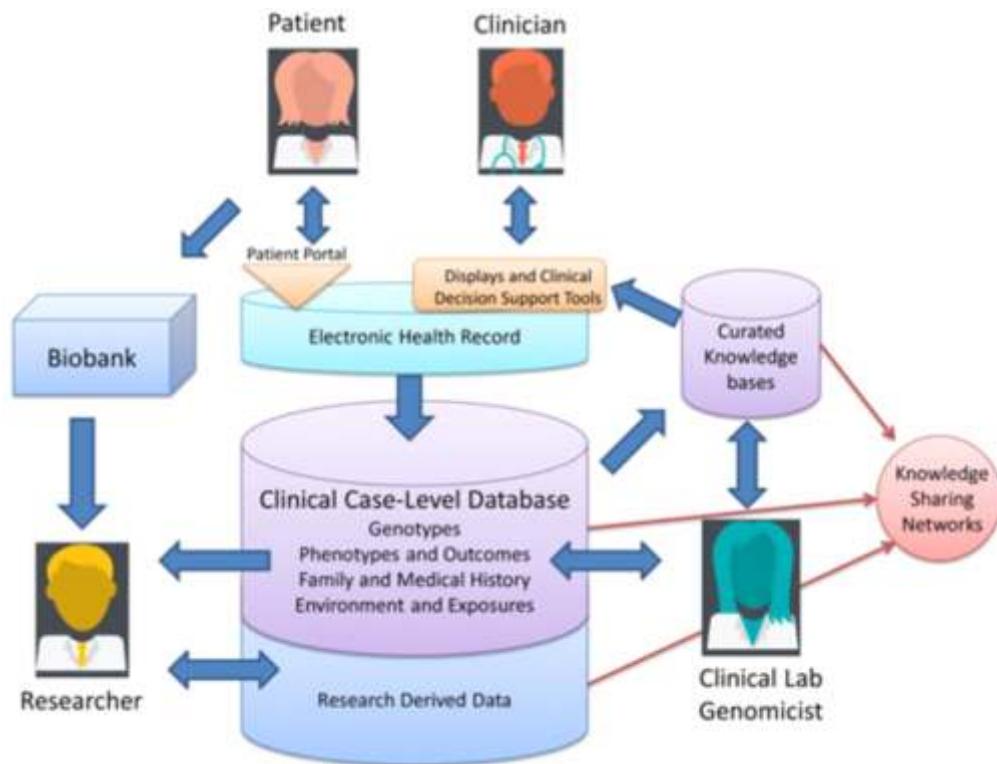 Patient
Clinician
Patient Portal
Displays and Clinical
Decision Support Tools
Electronic Health Record
Biobank
Curated
Knowledge
bases
Clinical Case-Level Database
Genotypes
Phenotypes and Outcomes
Family and Medical History
Environment and Exposures
Knowledge
Sharing
Networks
Researcher
Research Derived Data
Clinical Lab
Genomicist